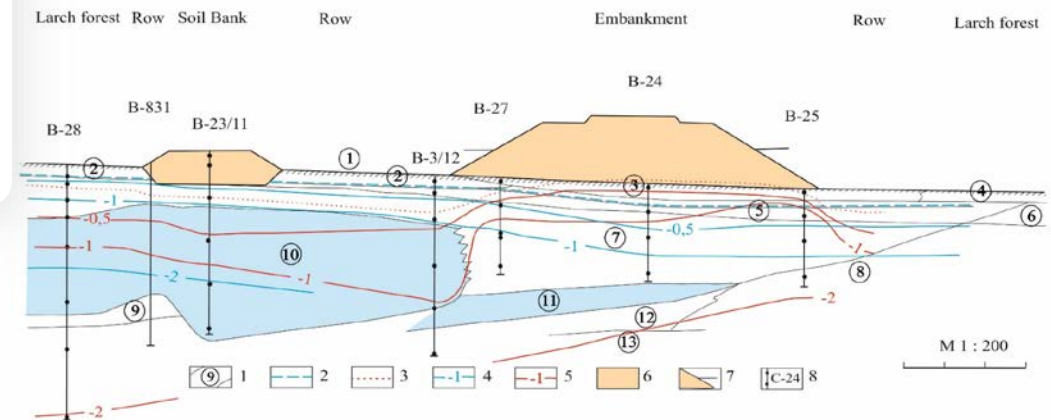 Larch forest Row Soil Bank Row Embankment Row Larch forest
B-24
B-831 B-27
B-23/11 B-25
B-28
B-3/12
1
2 2 3 4
-1 5 6
-0,5 -0,5
7
-1 10 -1 -1
-2 -1 8
9 11 -2
12
13
M 1 : 200
9 1 2 3 -1 4 -1 5 6 7 C-24 8
-2